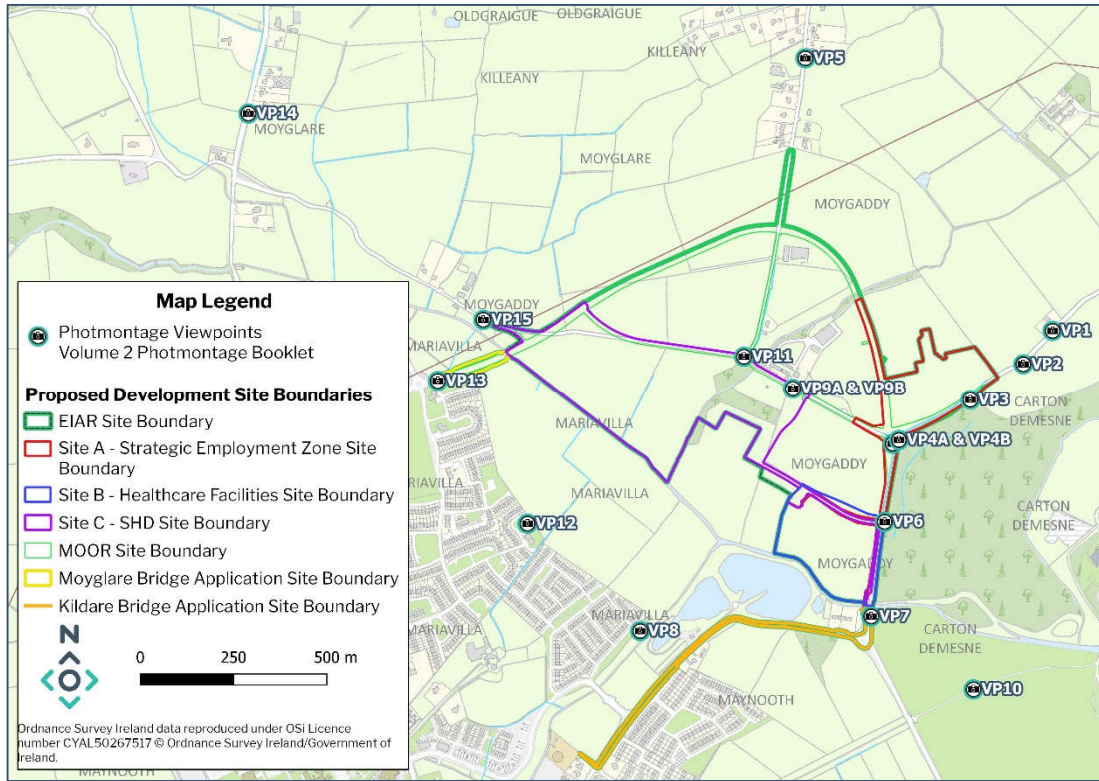 OLDGRAIGUE
OLDGRAIGUE
KILLEANY
KILLEANY
VP5
VP14
MOYGLARE
MOYGLARE
MOYGADDY
MOYGADDY
VP15
MARIAVILLA
VP13
VP11
VP1
VP2
VP9A & VP9B
VP3
CARTON
DEMESNE
MARIAVILLA
VP4A & VP4B
MOYGADDY
MARIAVILLA
MARIAVILLA
CARTON
DEMESNE
VP12
VP6
MOYGADDY
MARIAVILLA
VP8
VP7
MARIAVILLA
CARTON
DEMESNE
MAYNOOTH
VP10
MAYNOOTH
Map Legend
Photmontage Viewpoints
Volume 2 Photmontage Booklet
Proposed Development Site Boundaries
EIAR Site Boundary
Site A - Strategic Employment Zone Site
Boundary
Site B - Healthcare Facilities Site Boundary
Site C - SHD Site Boundary
MOOR Site Boundary
Moyglare Bridge Application Site Boundary
Kildare Bridge Application Site Boundary
N
0 250 500 m
Ordnance Survey Ireland data reproduced under OSi Licence
number CYAL50267517 © Ordnance Survey Ireland/Government of
Ireland.